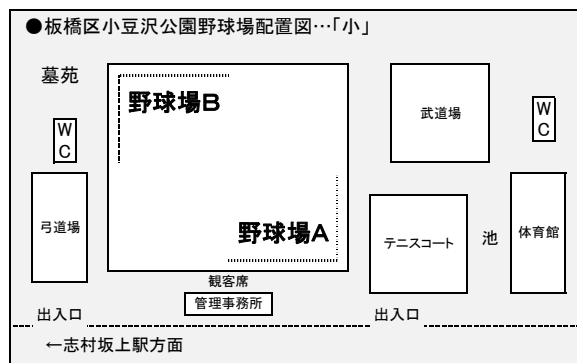 ●板橋区小豆沢公園野球場配置図…「小」
墓苑
野球場B
武道場
WC
WC
弓道場
野球場A
テニスコート
池
体育館
観客席
管理事務所
出入口
出入口
←志村坂上駅方面